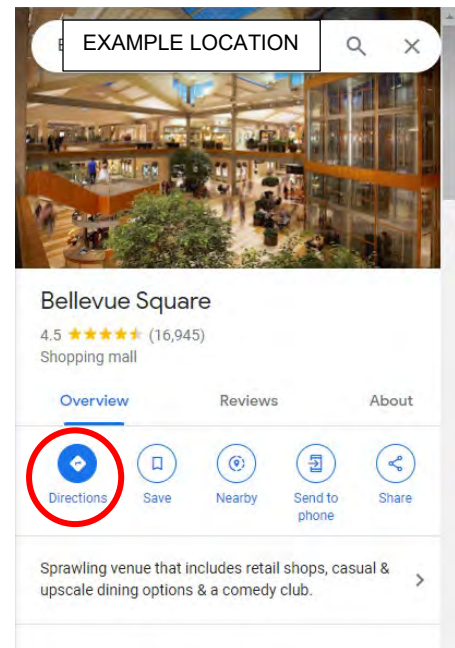 EXAMPLE LOCATION
Bellevue Square
4.5 (16,945)
Shopping mall
Overview Reviews About
Directions Save Nearby Send to phone Share
Sprawling venue that includes retail shops, casual &
upscale dining options & a comedy club.